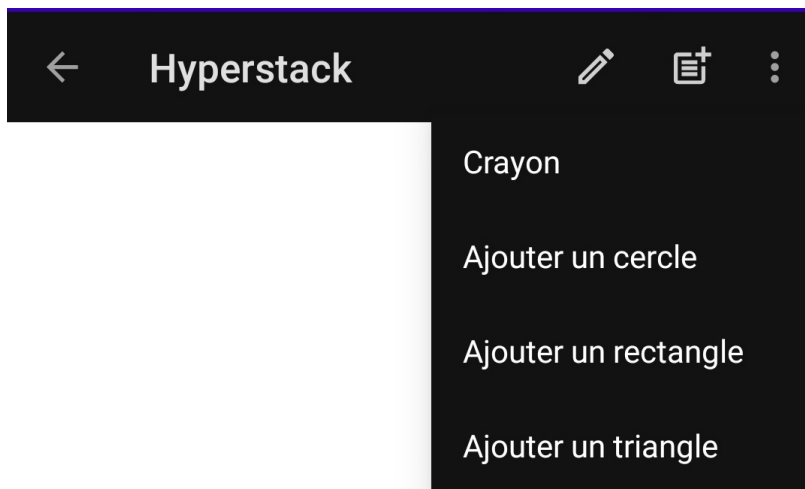 Hyperstack
Crayon
Ajouter un cercle
Ajouter un rectangle
Ajouter un triangle